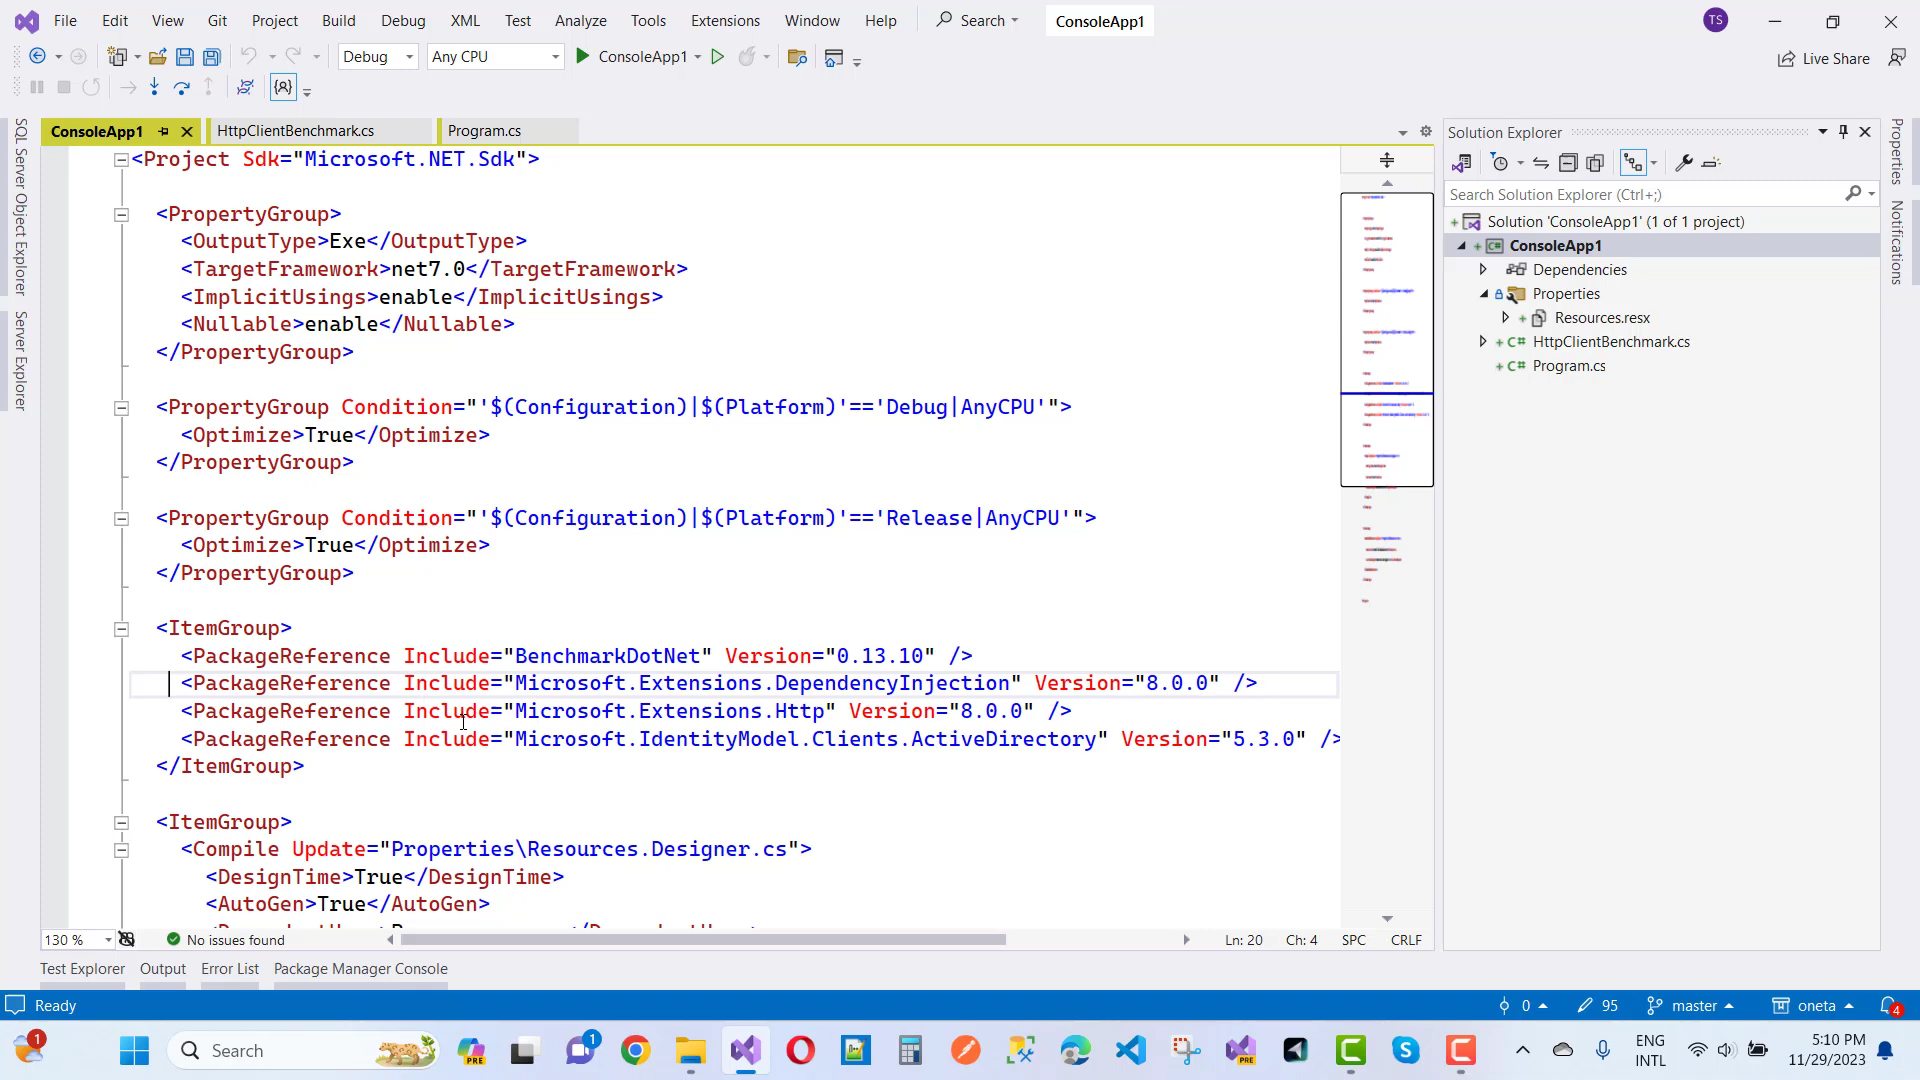 File Edit View Git Project Build Debug XML Test Analyze Tools Extensions Window Help Search ConsoleApp1 TS
Debug Any CPU ConsoleApp1 Live Share
SQL Server Object Explorer
Server Explorer
ConsoleApp1 HttpClientBenchmark.cs Program.cs
<Project Sdk="Microsoft.NET.Sdk">
<PropertyGroup>
<OutputType>Exe</OutputType>
<TargetFramework>net7.0</TargetFramework>
<ImplicitUsings>enable</ImplicitUsings>
<Nullable>enable</Nullable>
</PropertyGroup>
<PropertyGroup Condition="'$(Configuration)|$(Platform)'=='Debug|AnyCPU'">
<Optimize>True</Optimize>
</PropertyGroup>
<PropertyGroup Condition="'$(Configuration)|$(Platform)'=='Release|AnyCPU'">
<Optimize>True</Optimize>
</PropertyGroup>
<ItemGroup>
<PackageReference Include="BenchmarkDotNet" Version="0.13.10" />
<PackageReference Include="Microsoft.Extensions.DependencyInjection" Version="8.0.0" />
<PackageReference Include="Microsoft.Extensions.Http" Version="8.0.0" />
<PackageReference Include="Microsoft.IdentityModel.Clients.ActiveDirectory" Version="5.3.0" />
</ItemGroup>
<ItemGroup>
<Compile Update="Properties\Resources.Designer.cs">
<DesignTime>True</DesignTime>
<AutoGen>True</AutoGen>
130 % No issues found Ln: 20 Ch: 4 SPC CRLF
Solution Explorer
Search Solution Explorer (Ctrl+;)
Solution 'ConsoleApp1' (1 of 1 project)
ConsoleApp1
Dependencies
Properties
Resources.resx
HttpClientBenchmark.cs
Program.cs
Properties
Notifications
Test Explorer Output Error List Package Manager Console
Ready 0 95 master oneta 4
1 Search PRE 1 PRE ENG INTL 5:10 PM
11/29/2023